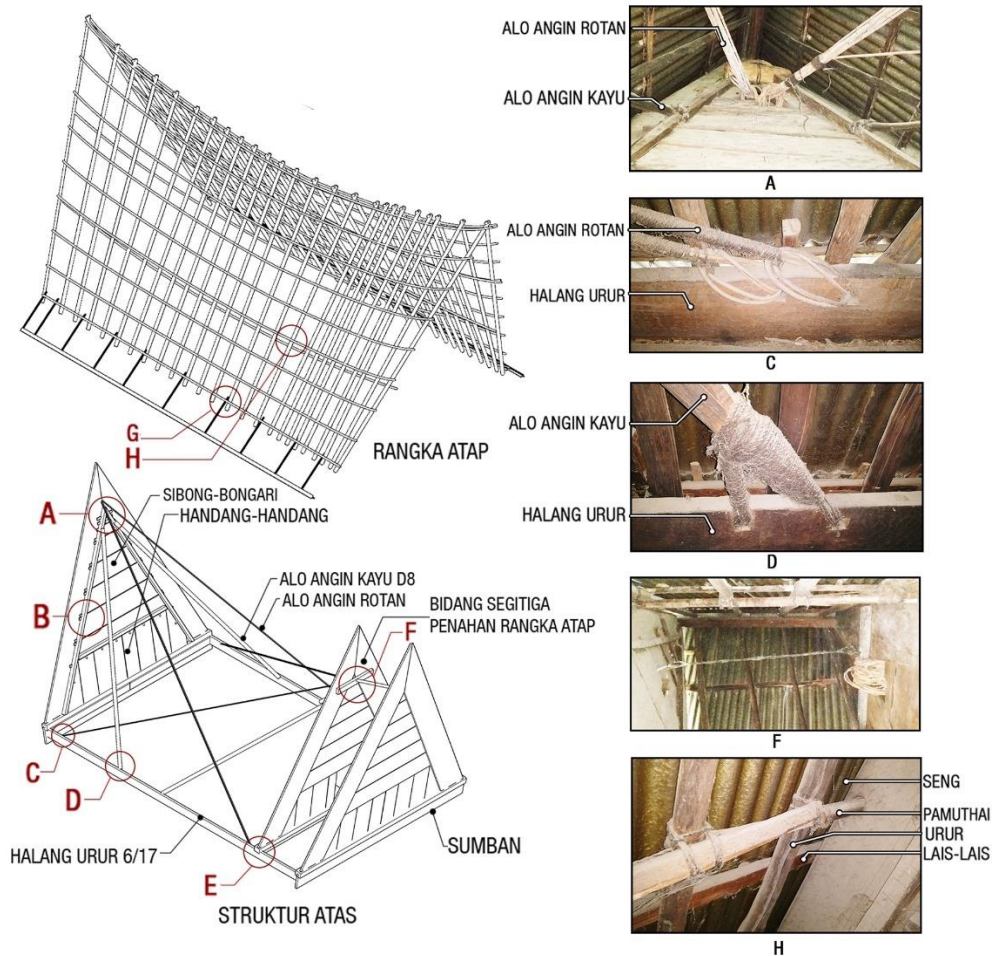 G
H
RANGKA ATAP
A
SIBONG-BONGARI
HANDANG-HANDANG
B
ALO ANGIN KAYU D8
ALO ANGIN ROTAN
BIDANG SEGITIGA
PENAHAN RANGKA ATAP
F
C
D
HALANG URUR 6/17
E
SUMBAN
STRUKTUR ATAS
ALO ANGIN ROTAN
ALO ANGIN KAYU
A
ALO ANGIN ROTAN
HALANG URUR
C
ALO ANGIN KAYU
HALANG URUR
D
F
SENG
PAMUTHAI
URUR
LAIS-LAIS
H